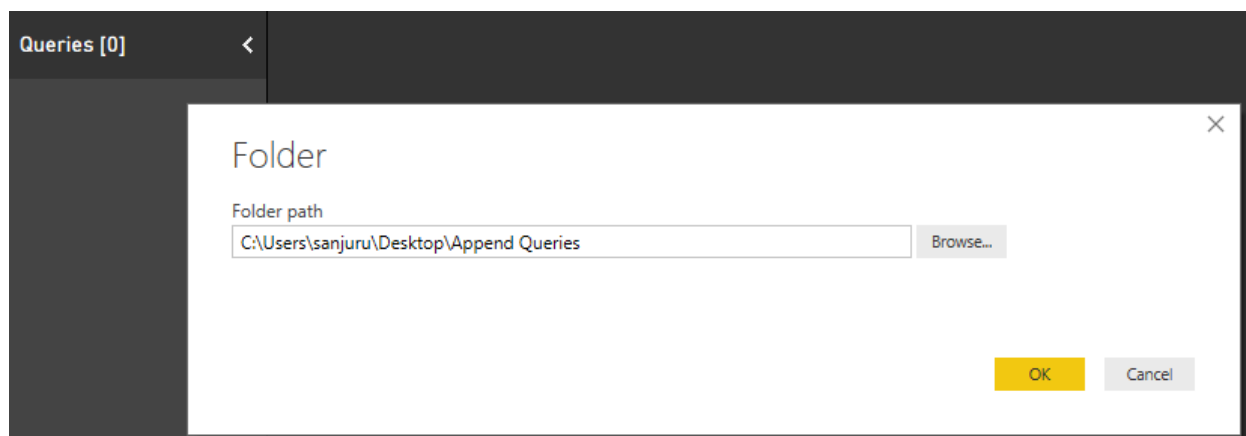 Queries [0]
Folder
Folder path
C:\Users\sanjuru\Desktop\Append Queries
Browse...
OK Cancel